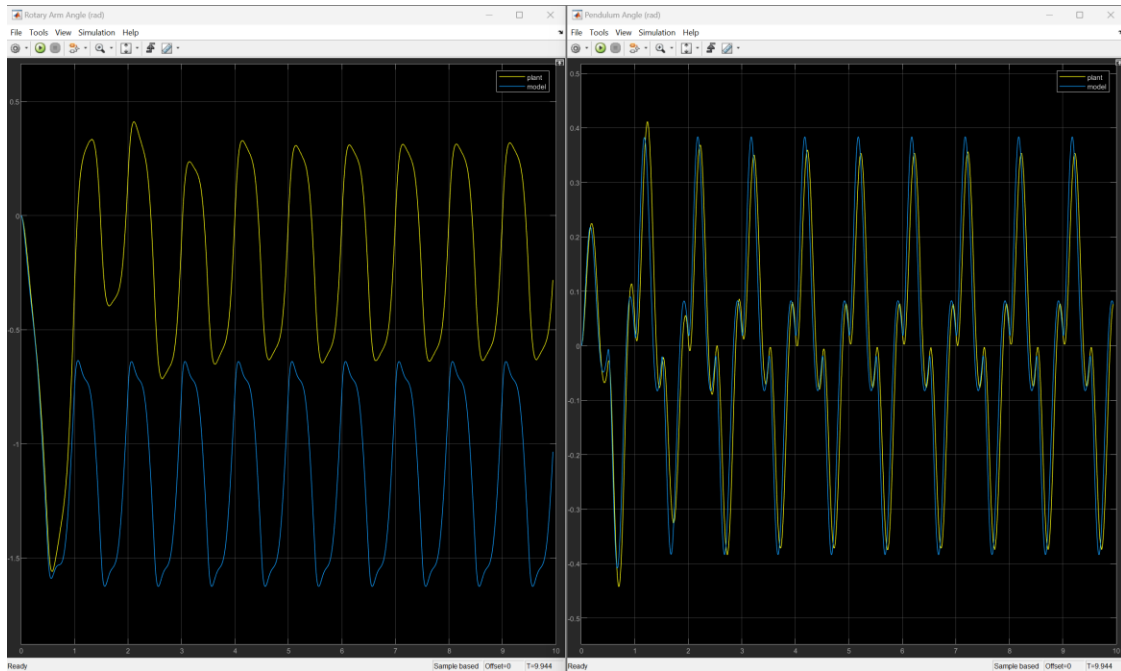 Rotary Arm Angle (rad)
File Tools View Simulation Help
plant
model
0.5
0
-0.5
-1
-1.5
0 1 2 3 4 5 6 7 8 9 10
Ready
Sample based Offset=0 T=9.944
Pendulum Angle (rad)
File Tools View Simulation Help
plant
model
0.5
0.4
0.3
0.2
0.1
0
-0.1
-0.2
-0.3
-0.4
-0.5
0 1 2 3 4 5 6 7 8 9 10
Ready
Sample based Offset=0 T=9.944